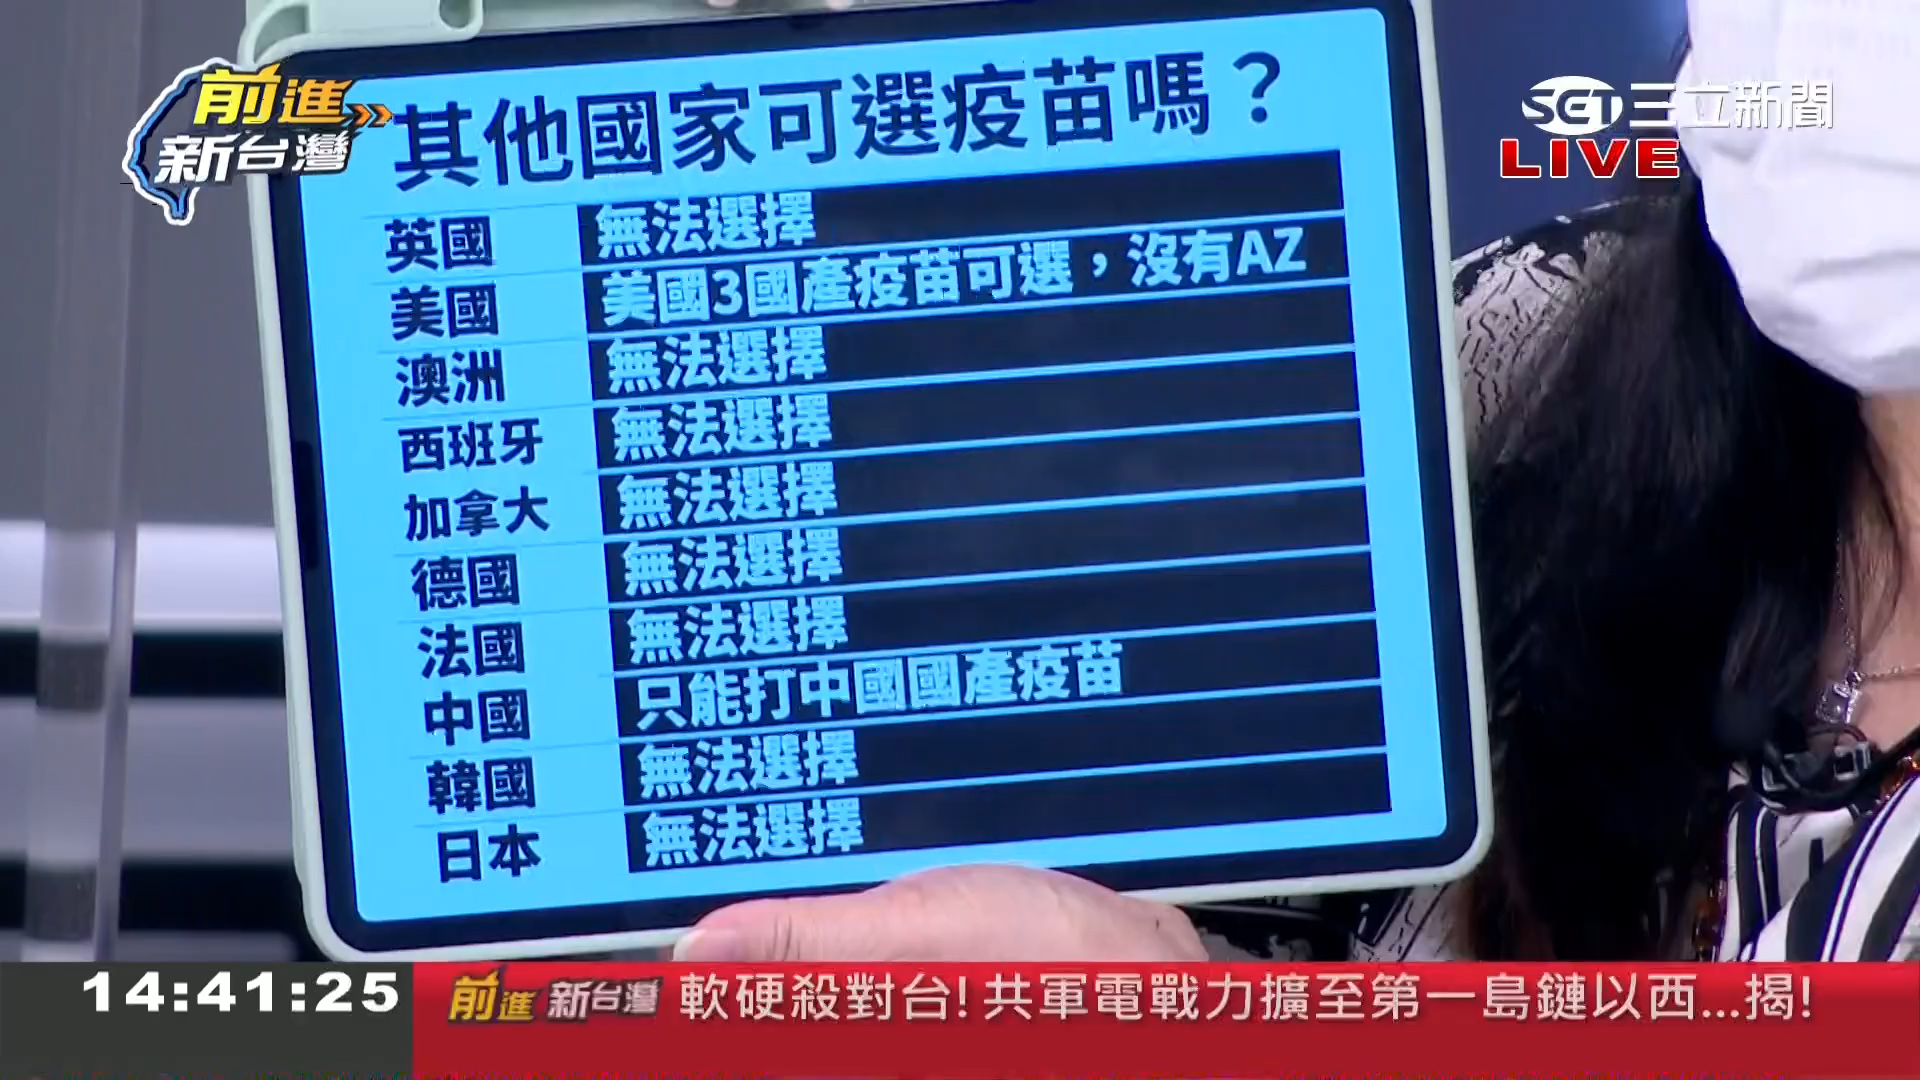 前進
新台灣
SET三立新聞
LIVE
其他國家可選疫苗嗎？
英國 無法選擇
美國 美國3國產疫苗可選，沒有AZ
澳洲 無法選擇
西班牙 無法選擇
加拿大 無法選擇
德國 無法選擇
法國 無法選擇
中國 只能打中國國產疫苗
韓國 無法選擇
日本 無法選擇
14:41:25
前進新台灣 軟硬殺對台!共軍電戰力擴至第一島鏈以西...揭!